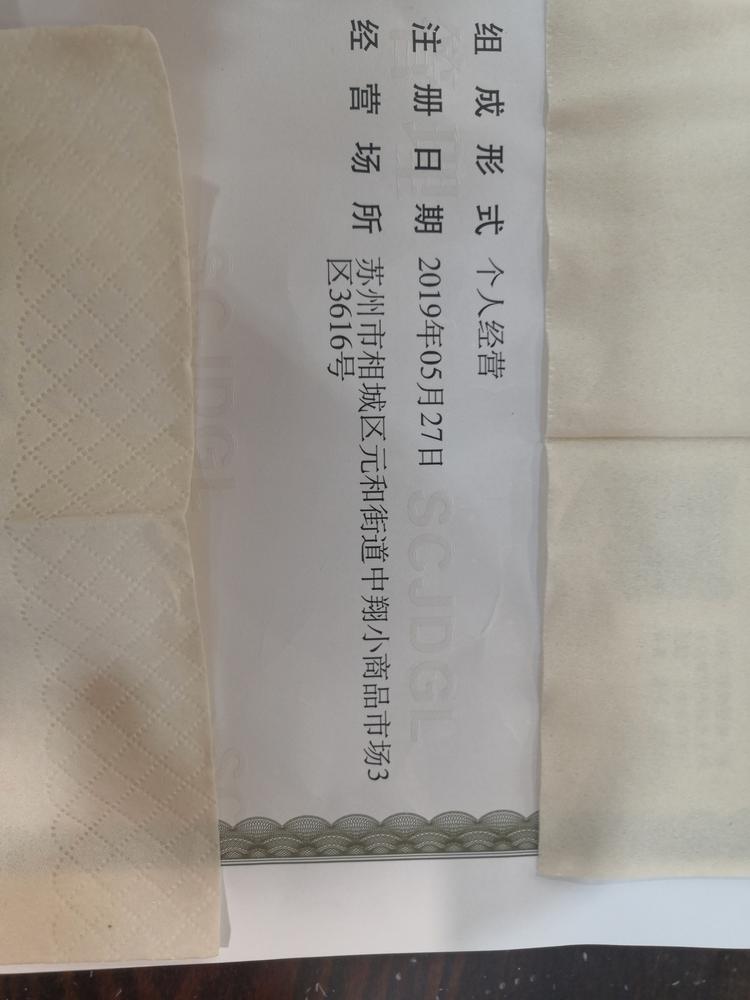 组成形式 个人经营
注册日期 2019年05月27日
经营场所 苏州市相城区元和街道中翔小商品市场3
区3616号
SCJDGL
SCJDGL